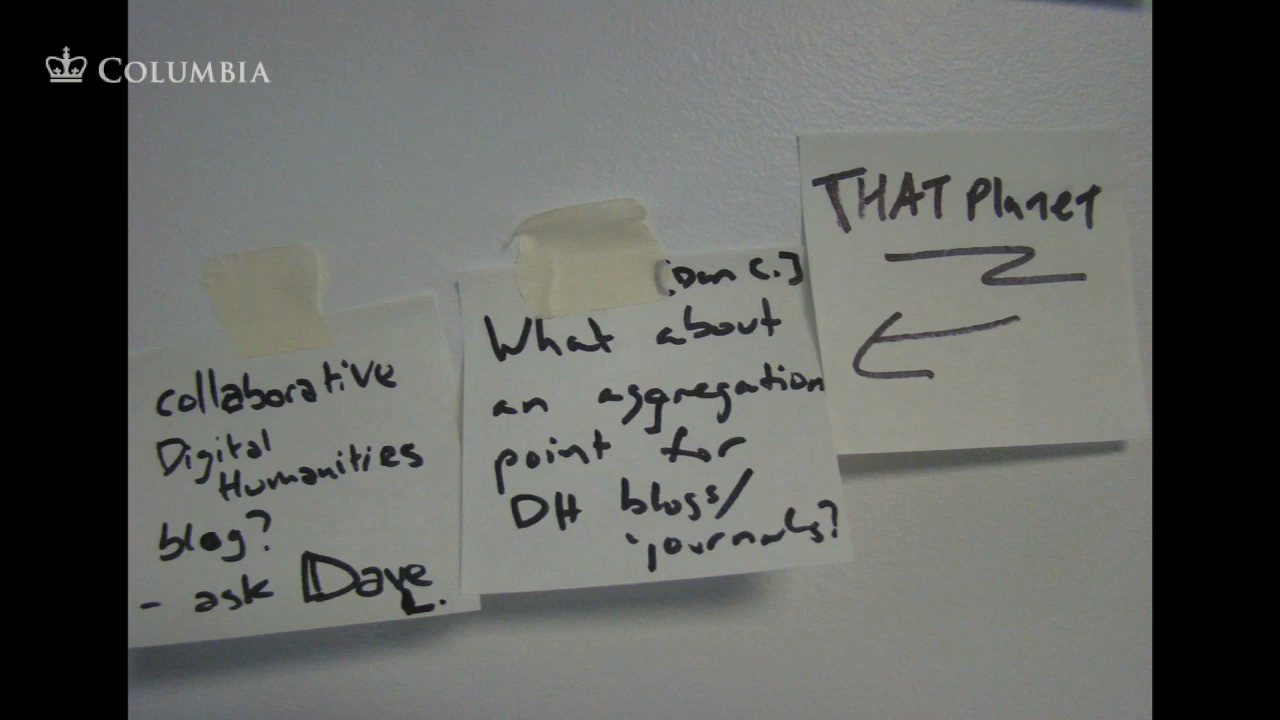 COLUMBIA
collaborative
Digital
Humanities
blog?
- ask Dave
L.
[Dan C.]
What about
an aggregation
point for
DH blogs/
journals?
THAT Planet